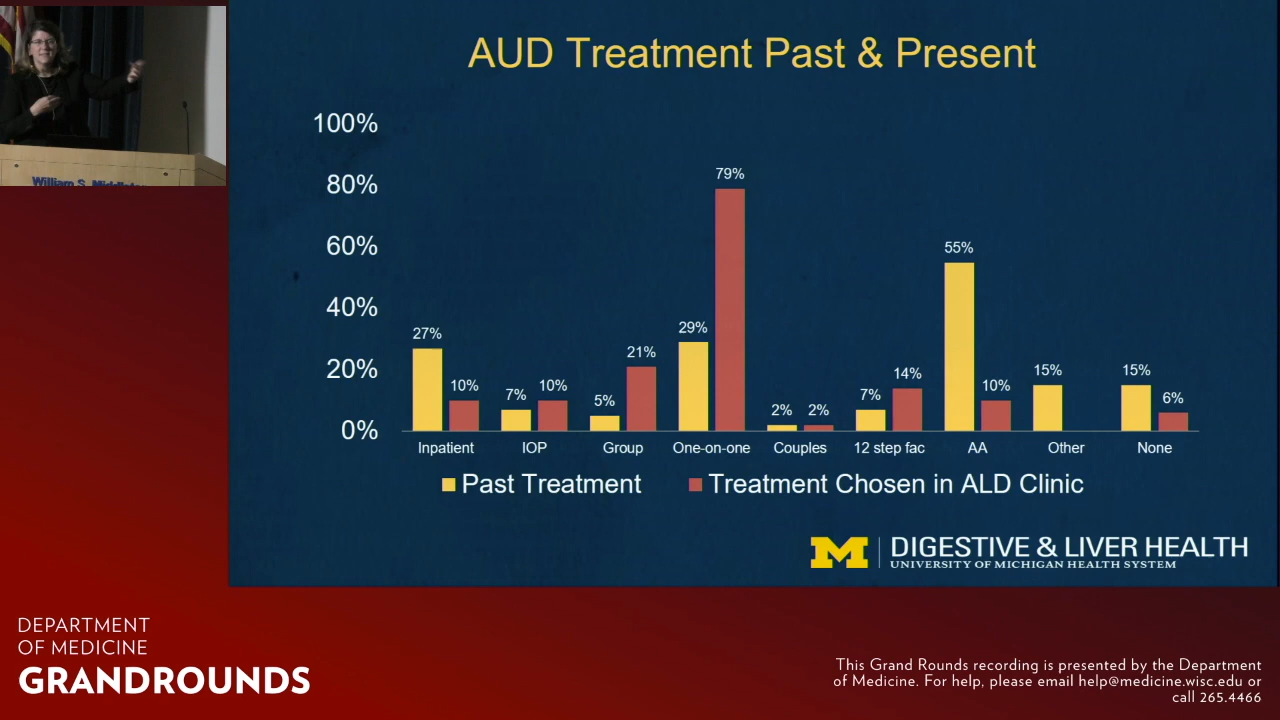 AUD Treatment Past & Present
100%
80%
60%
40%
20%
0%
27%
10%
7%
10%
5%
21%
29%
79%
2%
2%
7%
14%
55%
10%
15%
15%
6%
Inpatient
IOP
Group
One-on-one
Couples
12 step fac
AA
Other
None
Past Treatment
Treatment Chosen in ALD Clinic
M
DIGESTIVE & LIVER HEALTH
UNIVERSITY OF MICHIGAN HEALTH SYSTEM
William S.
DEPARTMENT
OF MEDICINE
GRANDROUNDS
This Grand Rounds recording is presented by the Department
of Medicine. For help, please email help@medicine.wisc.edu or
call 265.4466